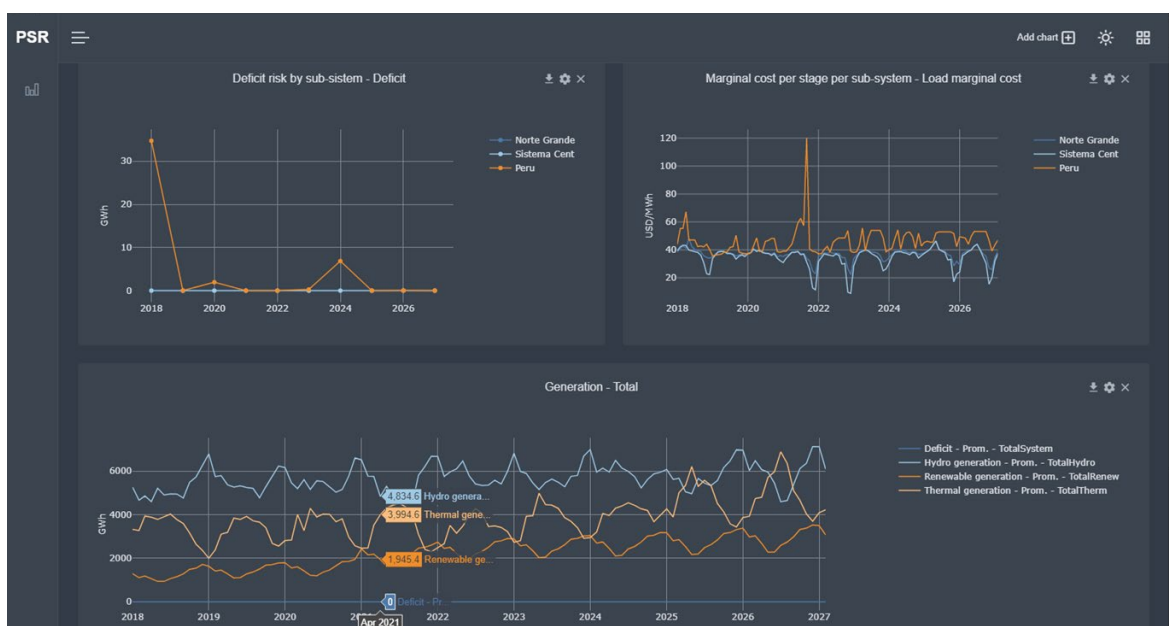 PSR
Add chart
Deficit risk by sub-sistem - Deficit
30
20
10
0
GWh
2018
2020
2022
2024
2026
Norte Grande
Sistema Cent
Peru
Marginal cost per stage per sub-system - Load marginal cost
120
100
80
60
40
20
USD/MWh
2018
2020
2022
2024
2026
Norte Grande
Sistema Cent
Peru
Generation - Total
6000
4000
2000
0
GWh
4,834.6 Hydro genera...
3,994.6 Thermal gene...
1,945.4 Renewable ge...
0 Deficit - Pr...
2018
2019
2020
Apr 2021
2022
2023
2024
2025
2026
2027
Deficit - Prom. - TotalSystem
Hydro generation - Prom. - TotalHydro
Renewable generation - Prom. - TotalRenew
Thermal generation - Prom. - TotalTherm